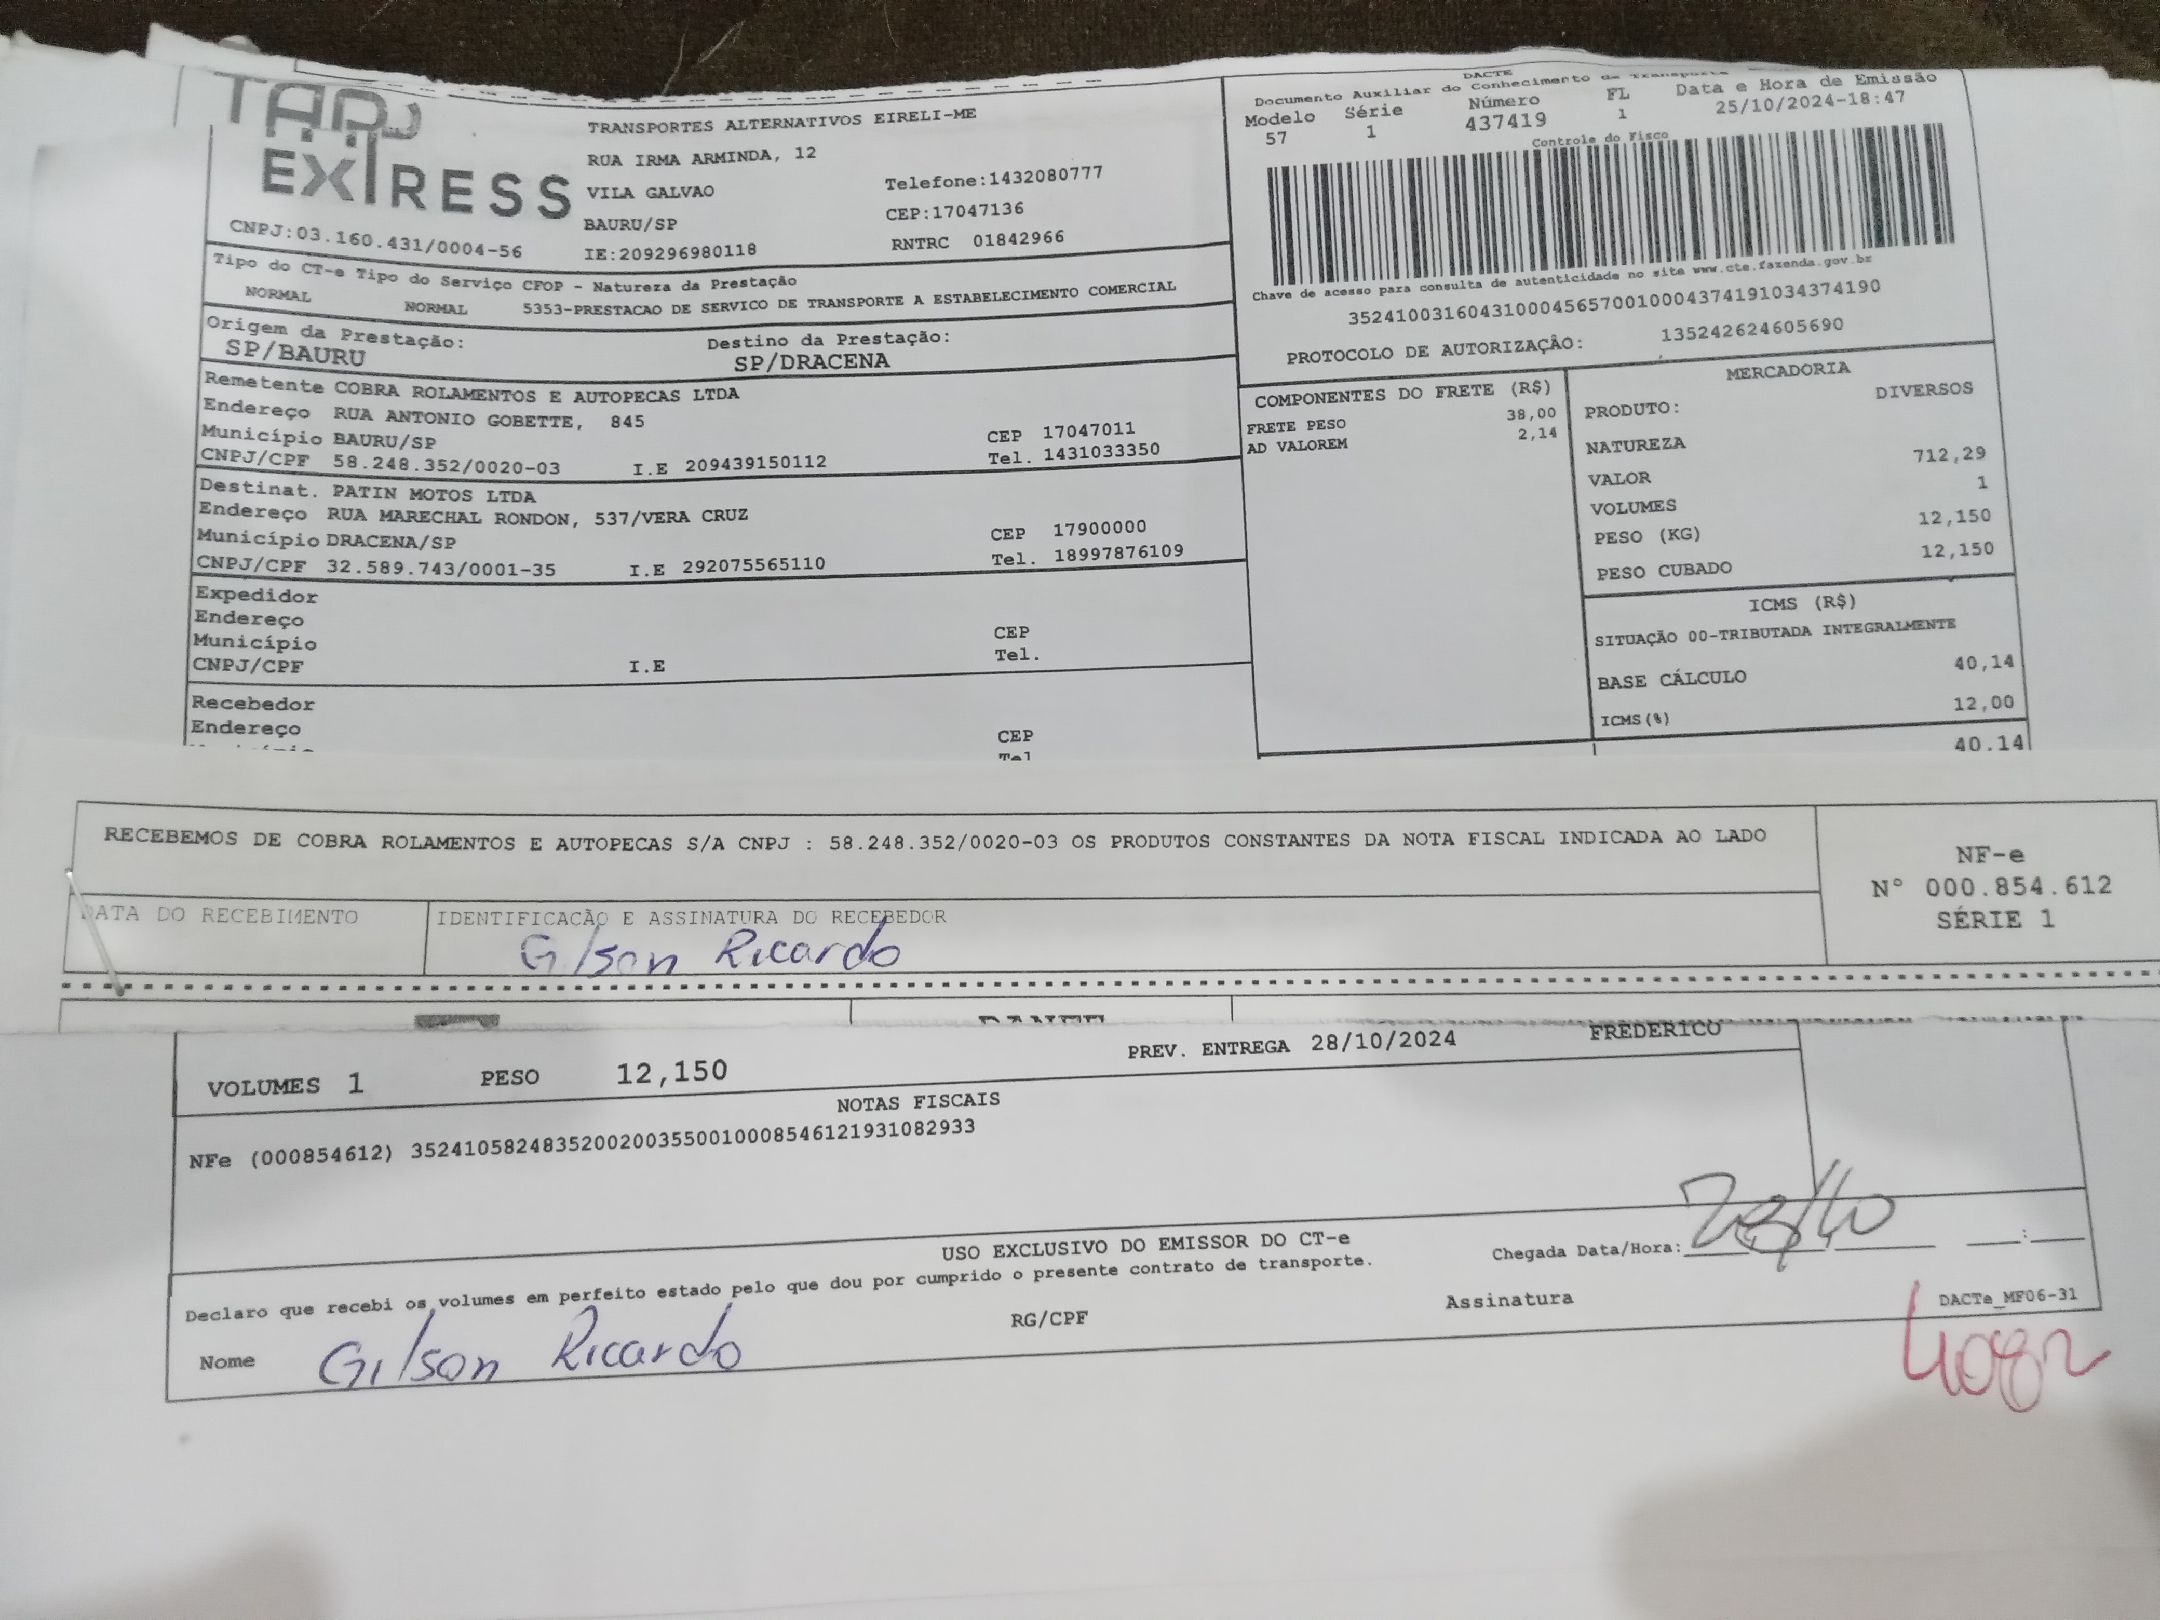 EXPRESS
CNPJ:03.160.431/0004-56
TRANSPORTES ALTERNATIVOS EIRELI-ME
RUA IRMA ARMINDA, 12
VILA GALVAO
BAURU/SP
IE:209296980118
Telefone:1432080777
CEP:17047136
RNTRC 01842966
DACTE
Documento Auxiliar do Conhecimento de Transporte
Modelo Série Número FL Data e Hora de Emissão
57 1 437419 1 25/10/2024-18:47
Controle do Fisco
Chave de acesso para consulta de autenticidade no site www.cte.fazenda.gov.br
35241003160431000456570010004374191034374190
PROTOCOLO DE AUTORIZAÇÃO: 135242624605690
Tipo do CT-e Tipo do Serviço CFOP - Natureza da Prestação
NORMAL NORMAL 5353-PRESTACAO DE SERVICO DE TRANSPORTE A ESTABELECIMENTO COMERCIAL
Origem da Prestação: Destino da Prestação:
SP/BAURU SP/DRACENA
Remetente COBRA ROLAMENTOS E AUTOPECAS LTDA
Endereço RUA ANTONIO GOBETTE, 845
Município BAURU/SP CEP 17047011
CNPJ/CPF 58.248.352/0020-03 I.E 209439150112 Tel. 1431033350
Destinat. PATIN MOTOS LTDA
Endereço RUA MARECHAL RONDON, 537/VERA CRUZ
Município DRACENA/SP CEP 17900000
CNPJ/CPF 32.589.743/0001-35 I.E 292075565110 Tel. 18997876109
Expedidor
Endereço
Município CEP
CNPJ/CPF I.E Tel.
Recebedor
Endereço CEP
Tel
COMPONENTES DO FRETE (R$)
FRETE PESO 38,00
AD VALOREM 2,14
MERCADORIA
PRODUTO: DIVERSOS
NATUREZA
VALOR 712,29
VOLUMES 1
PESO (KG) 12,150
PESO CUBADO 12,150
ICMS (R$)
SITUAÇÃO 00-TRIBUTADA INTEGRALMENTE
BASE CÁLCULO 40,14
ICMS(%) 12,00
40.14
RECEBEMOS DE COBRA ROLAMENTOS E AUTOPECAS S/A CNPJ : 58.248.352/0020-03 OS PRODUTOS CONSTANTES DA NOTA FISCAL INDICADA AO LADO
NF-e
Nº 000.854.612
SÉRIE 1
DATA DO RECEBIMENTO IDENTIFICAÇÃO E ASSINATURA DO RECEBEDOR
Gilson Ricardo
DANFE
VOLUMES 1 PESO 12,150 PREV. ENTREGA 28/10/2024 FREDERICO
NOTAS FISCAIS
NFe (000854612) 35241058248352002003550010008546121931082933
USO EXCLUSIVO DO EMISSOR DO CT-e
Declaro que recebi os volumes em perfeito estado pelo que dou por cumprido o presente contrato de transporte.
Chegada Data/Hora: 28/10 __:__
Nome Gilson Ricardo RG/CPF Assinatura
DACTe_MF06-31